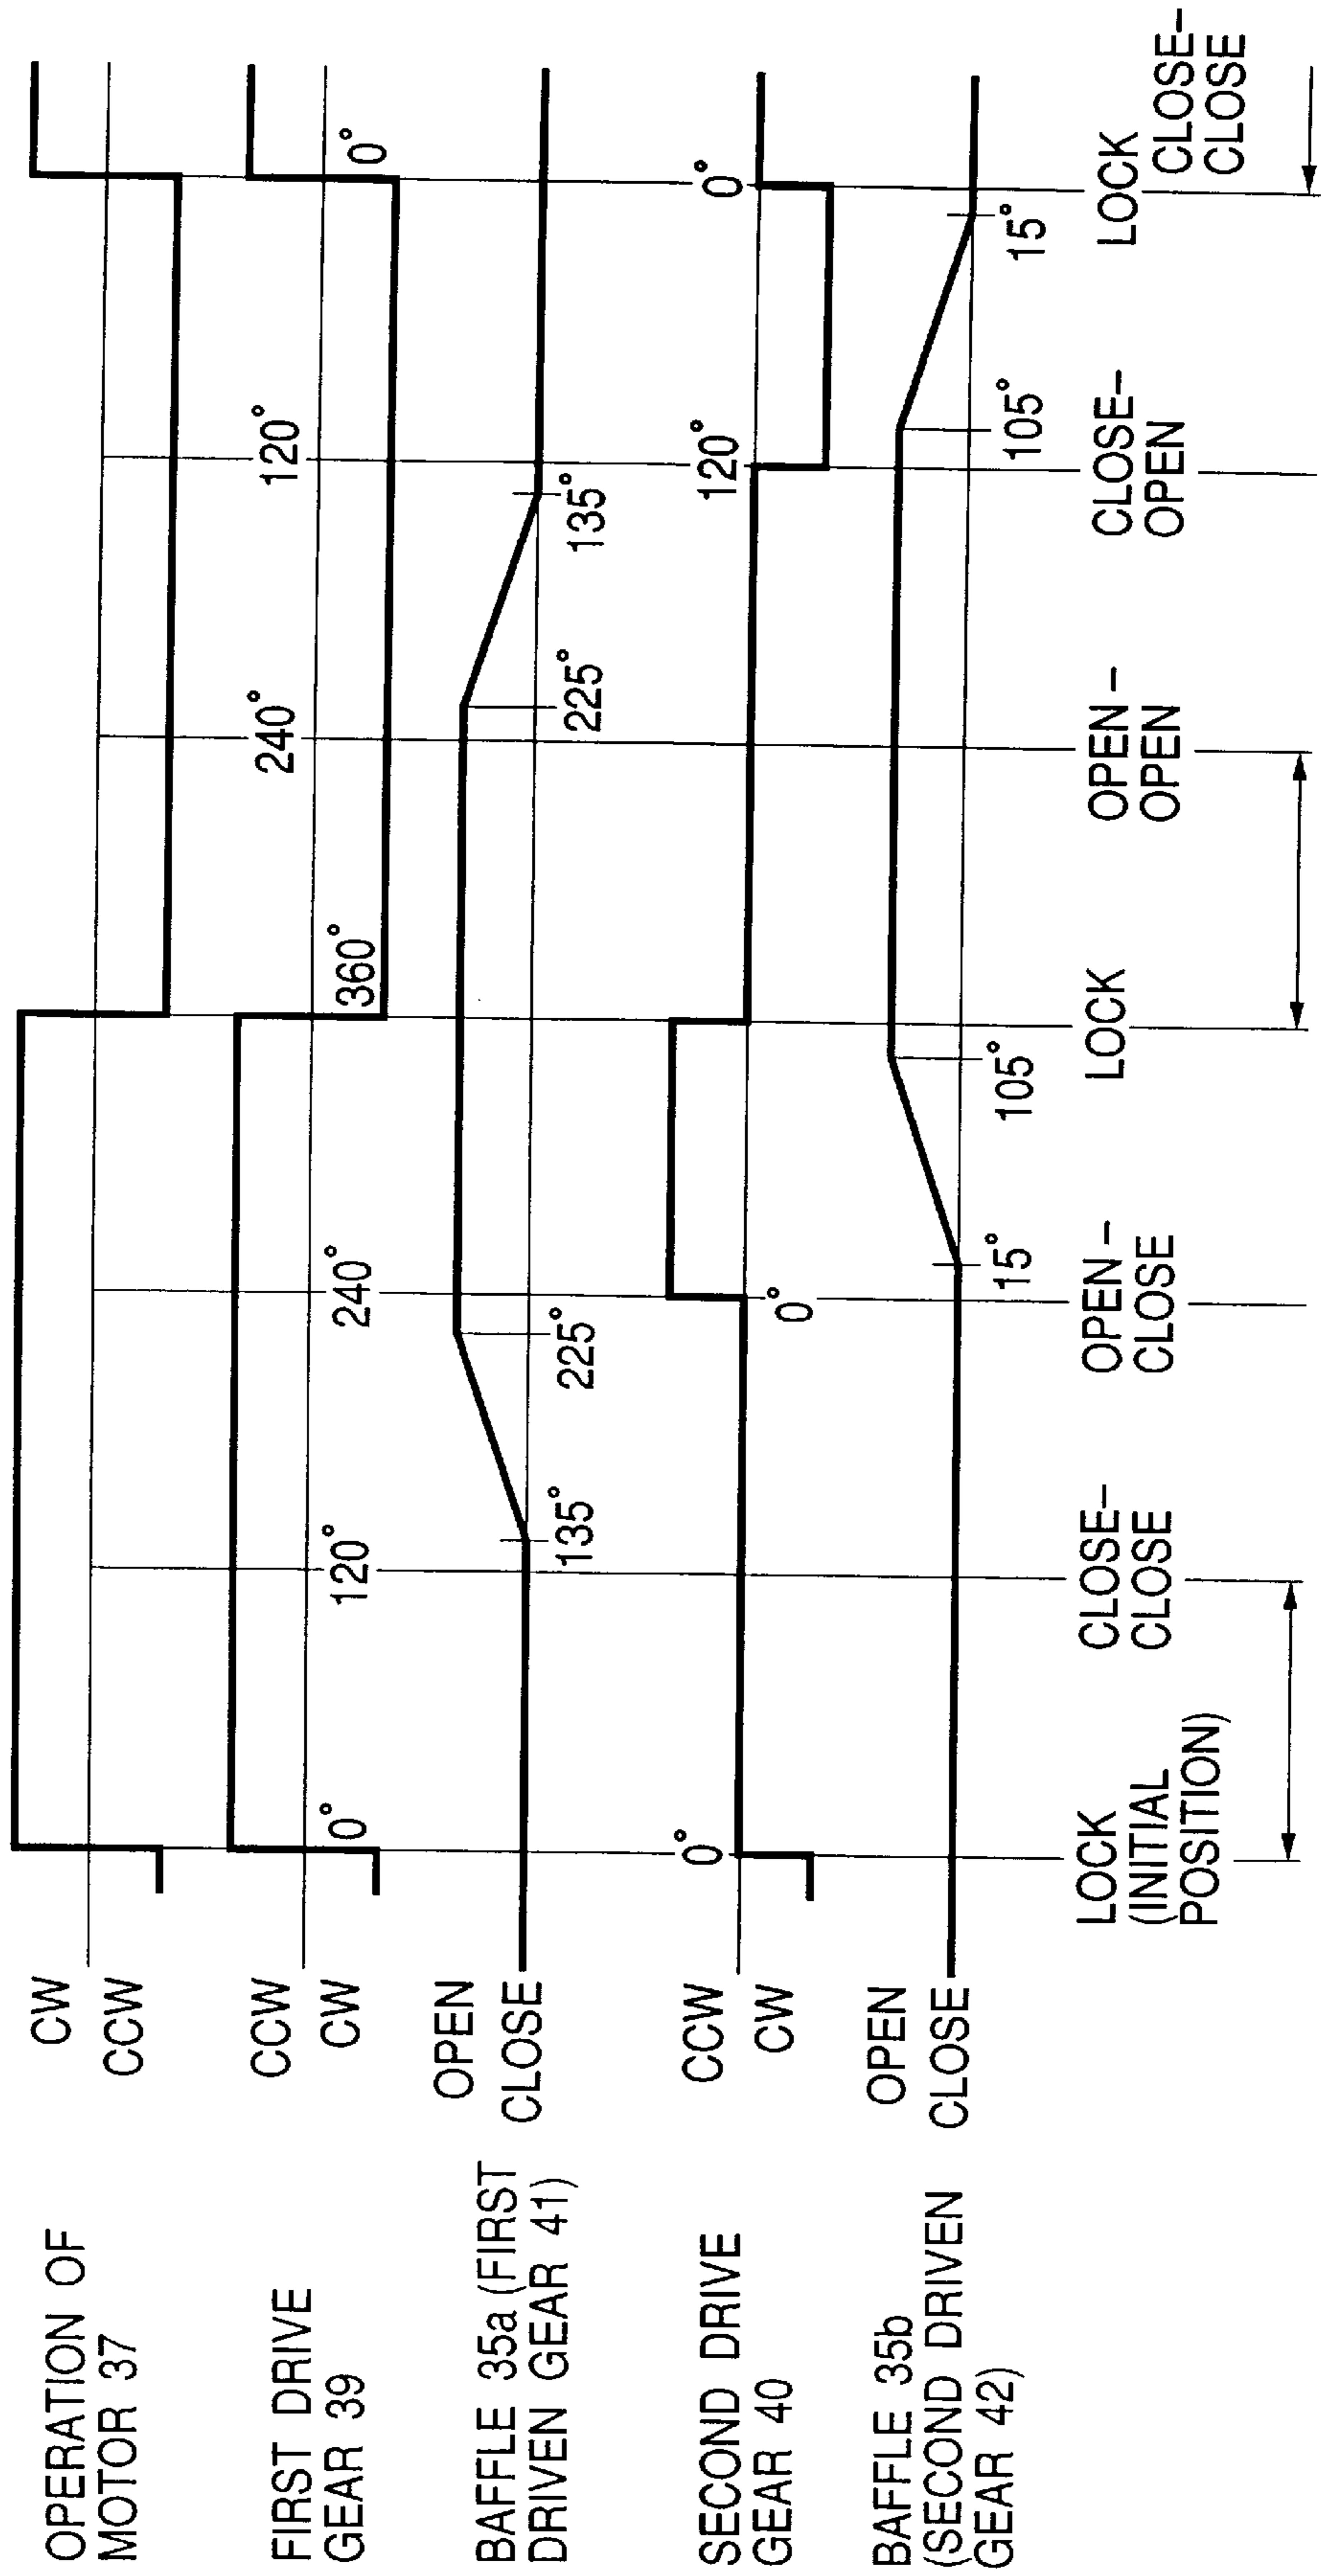 OPERATION OF
MOTOR 37
CW
CCW
FIRST DRIVE
GEAR 39
CCW
CW
0°
120°
240°
360°
240°
120°
0°
BAFFLE 35a (FIRST
DRIVEN GEAR 41)
OPEN
CLOSE
135°
225°
225°
135°
SECOND DRIVE
GEAR 40
CCW
CW
0°
0°
120°
0°
BAFFLE 35b
(SECOND DRIVEN
GEAR 42)
OPEN
CLOSE
15°
105°
105°
15°
LOCK
(INITIAL
POSITION)
CLOSE–
CLOSE
OPEN –
CLOSE
LOCK
OPEN –
OPEN
CLOSE–
OPEN
LOCK
CLOSE–
CLOSE